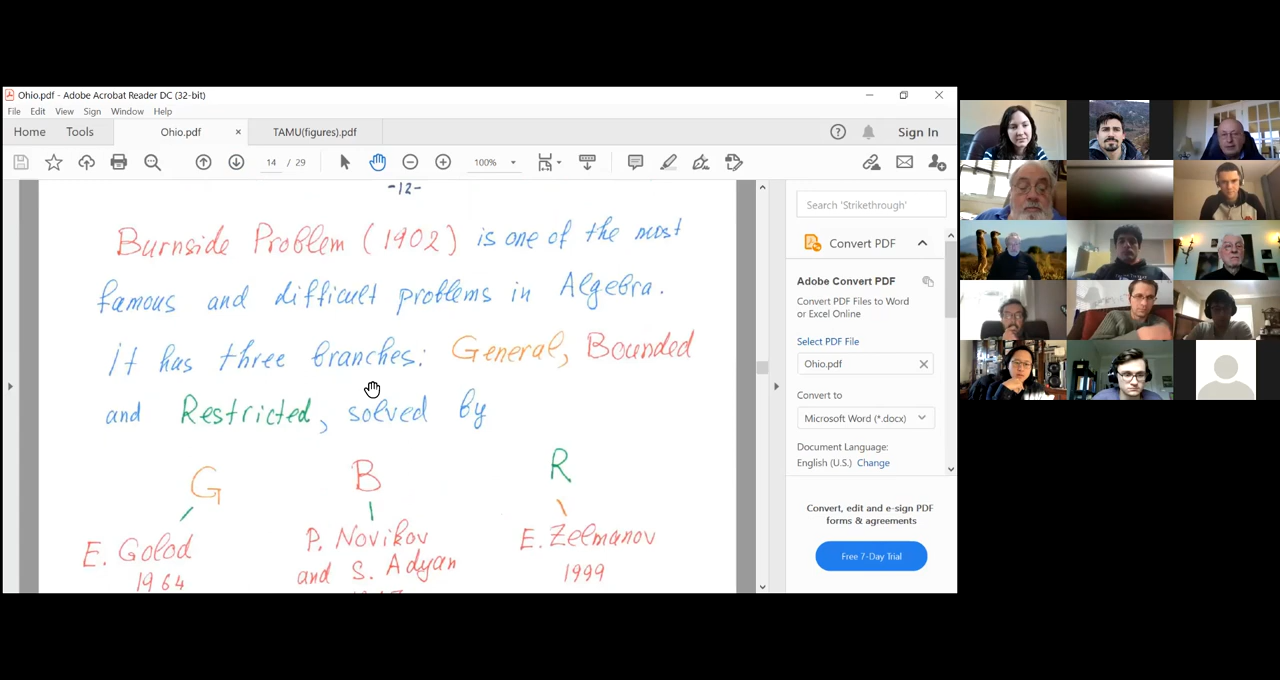 Ohio.pdf - Adobe Acrobat Reader DC (32-bit)
File Edit View Sign Window Help
Home Tools Ohio.pdf × TAMU(figures).pdf Sign In
14 / 29 100%
-12-
Burnside Problem (1902) is one of the most
famous and difficult problems in Algebra.
it has three branches: General, Bounded
and Restricted, solved by
G B R
E. Golod
1964
P. Novikov
and S. Adyan
E. Zelmanov
1999
Search 'Strikethrough'
Convert PDF
Adobe Convert PDF
Convert PDF Files to Word
or Excel Online
Select PDF File
Ohio.pdf
Convert to
Microsoft Word (*.docx)
Document Language:
English (U.S.) Change
Convert, edit and e-sign PDF
forms & agreements
Free 7-Day Trial